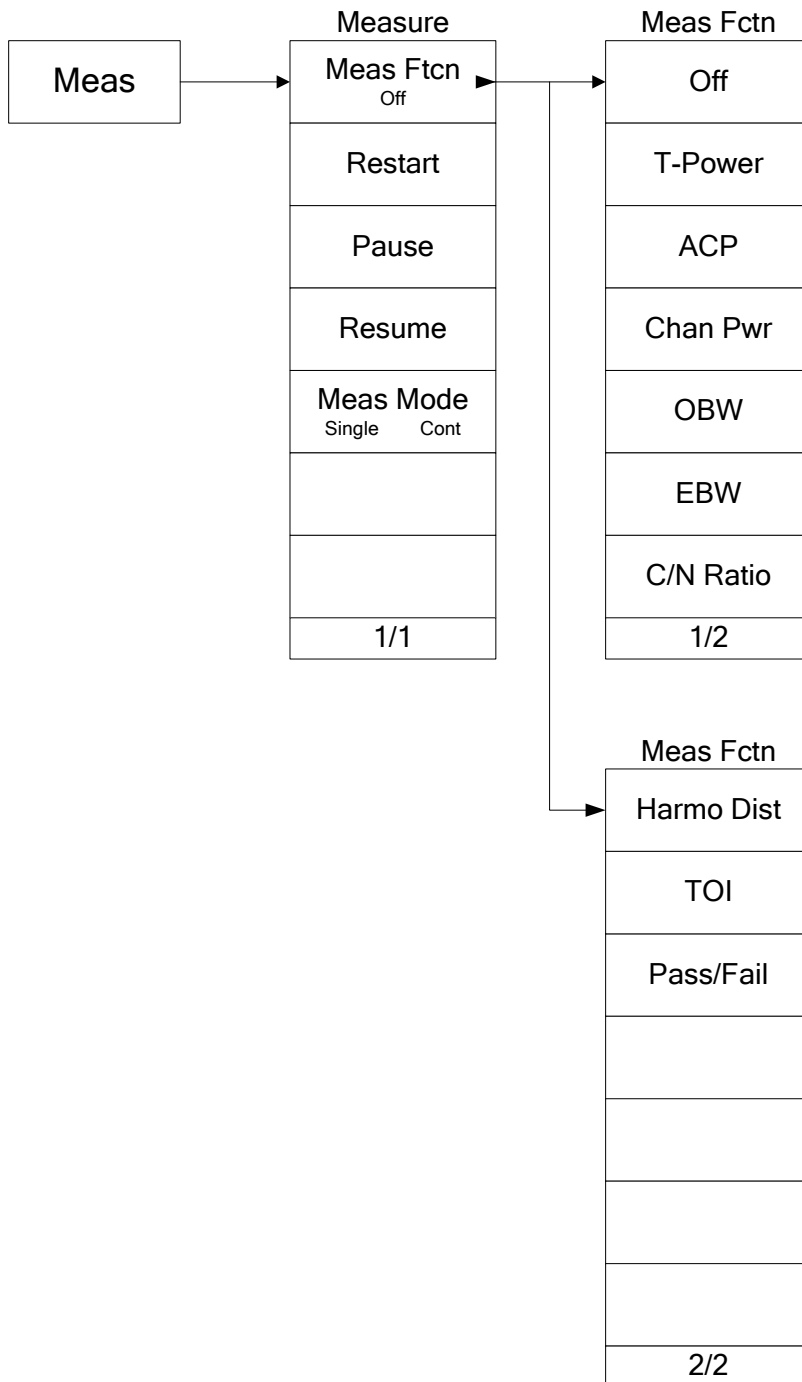 Meas
Measure
Meas Ftcn
Off
Restart
Pause
Resume
Meas Mode
Single Cont
1/1
Meas Fctn
Off
T-Power
ACP
Chan Pwr
OBW
EBW
C/N Ratio
1/2
Meas Fctn
Harmo Dist
TOI
Pass/Fail
2/2